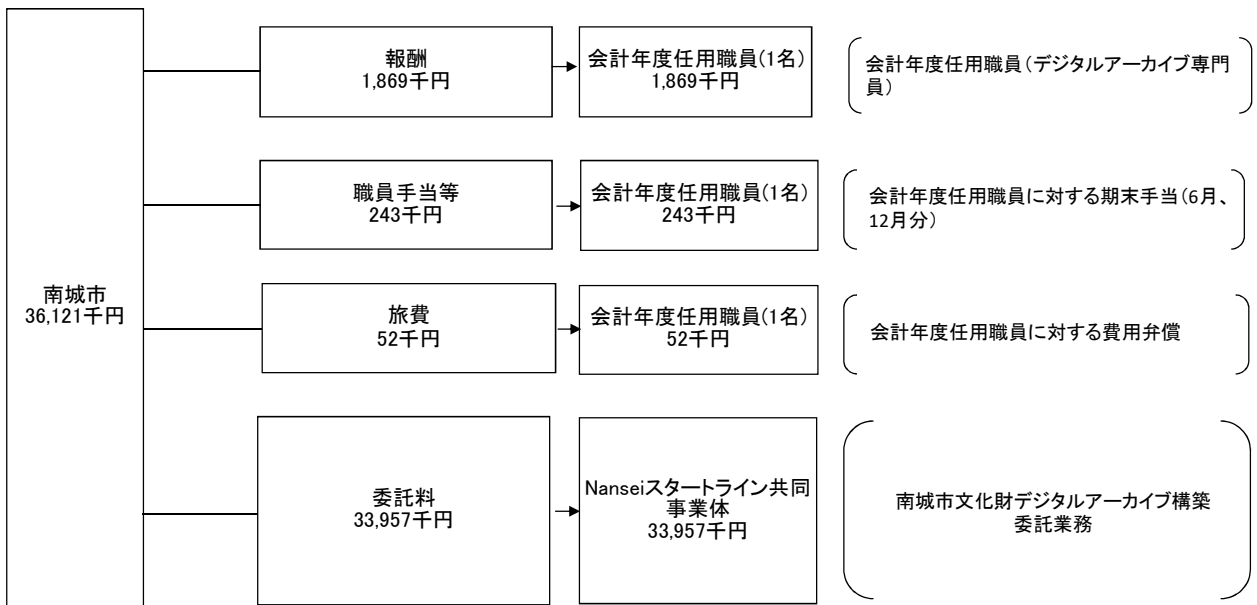 南城市
36,121千円
報酬
1,869千円
会計年度任用職員(1名)
1,869千円
会計年度任用職員(デジタルアーカイブ専門
員)
職員手当等
243千円
会計年度任用職員(1名)
243千円
会計年度任用職員に対する期末手当(6月、
12月分)
旅費
52千円
会計年度任用職員(1名)
52千円
会計年度任用職員に対する費用弁償
委託料
33,957千円
Nanseiスタートライン共同
事業体
33,957千円
南城市文化財デジタルアーカイブ構築
委託業務